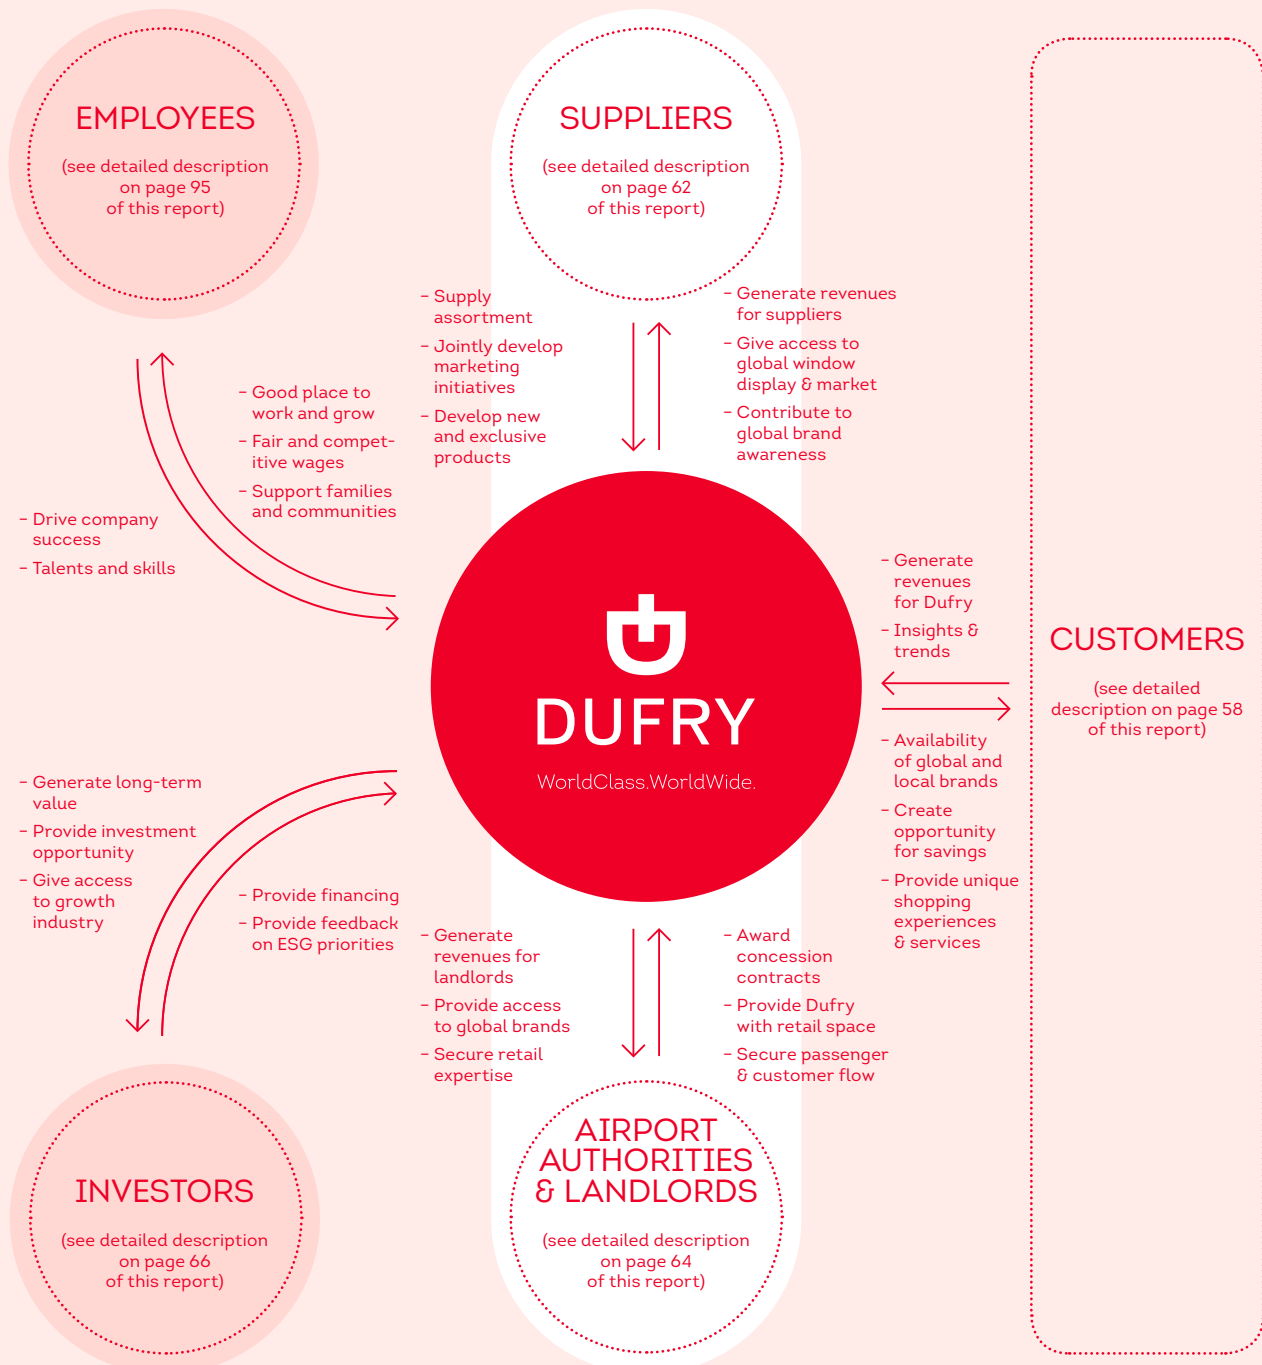 EMPLOYEES
(see detailed description
on page 95
of this report)
SUPPLIERS
(see detailed description
on page 62
of this report)
– Supply
assortment
– Jointly develop
marketing
initiatives
– Develop new
and exclusive
products
– Generate revenues
for suppliers
– Give access to
global window
display & market
– Contribute to
global brand
awareness
– Good place to
work and grow
– Fair and compet-
itive wages
– Support families
and communities
– Drive company
success
– Talents and skills
DUFRY
WorldClass.WorldWide.
– Generate
revenues
for Dufry
– Insights &
trends
CUSTOMERS
(see detailed
description on page 58
of this report)
– Availability
of global and
local brands
– Create
opportunity
for savings
– Provide unique
shopping
experiences
& services
– Generate long-term
value
– Provide investment
opportunity
– Give access
to growth
industry
– Provide financing
– Provide feedback
on ESG priorities
– Generate
revenues for
landlords
– Provide access
to global brands
– Secure retail
expertise
– Award
concession
contracts
– Provide Dufry
with retail space
– Secure passenger
& customer flow
INVESTORS
(see detailed description
on page 66
of this report)
AIRPORT
AUTHORITIES
& LANDLORDS
(see detailed description
on page 64
of this report)